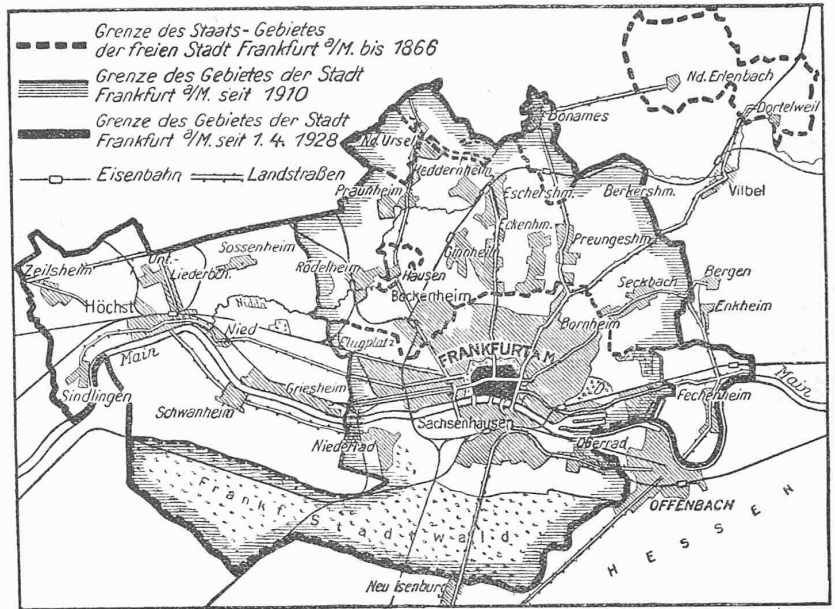 Grenze des Staats-Gebietes
der freien Stadt Frankfurt a/M. bis 1866
Grenze des Gebietes der Stadt
Frankfurt a/M. seit 1910
Grenze des Gebietes der Stadt
Frankfurt a/M. seit 1. 4. 1928
Eisenbahn Landstraßen
Nd. Erlenbach
Dortelweil
Bonames
Nd. Ursel
Heddernheim
Praunheim
Eschershm.
Berkershm.
Vilbel
Eckenhm.
Ginnheim
Preungeshm.
Sossenheim
Unt.-
Liederb.
Zeilsheim
Rödelheim
Hausen
Bockenheim
Seckbach
Bergen
Enkheim
Höchst
Nidda
Nied
Bornheim
Flugplatz
FRANKFURT A.M.
Main
Sindlingen
Griesheim
Schwanheim
Fechenheim
Main
Sachsenhausen
Niederrad
Oberrad
OFFENBACH
Frankf. Stadtwald
HESSEN
Neu Isenburg